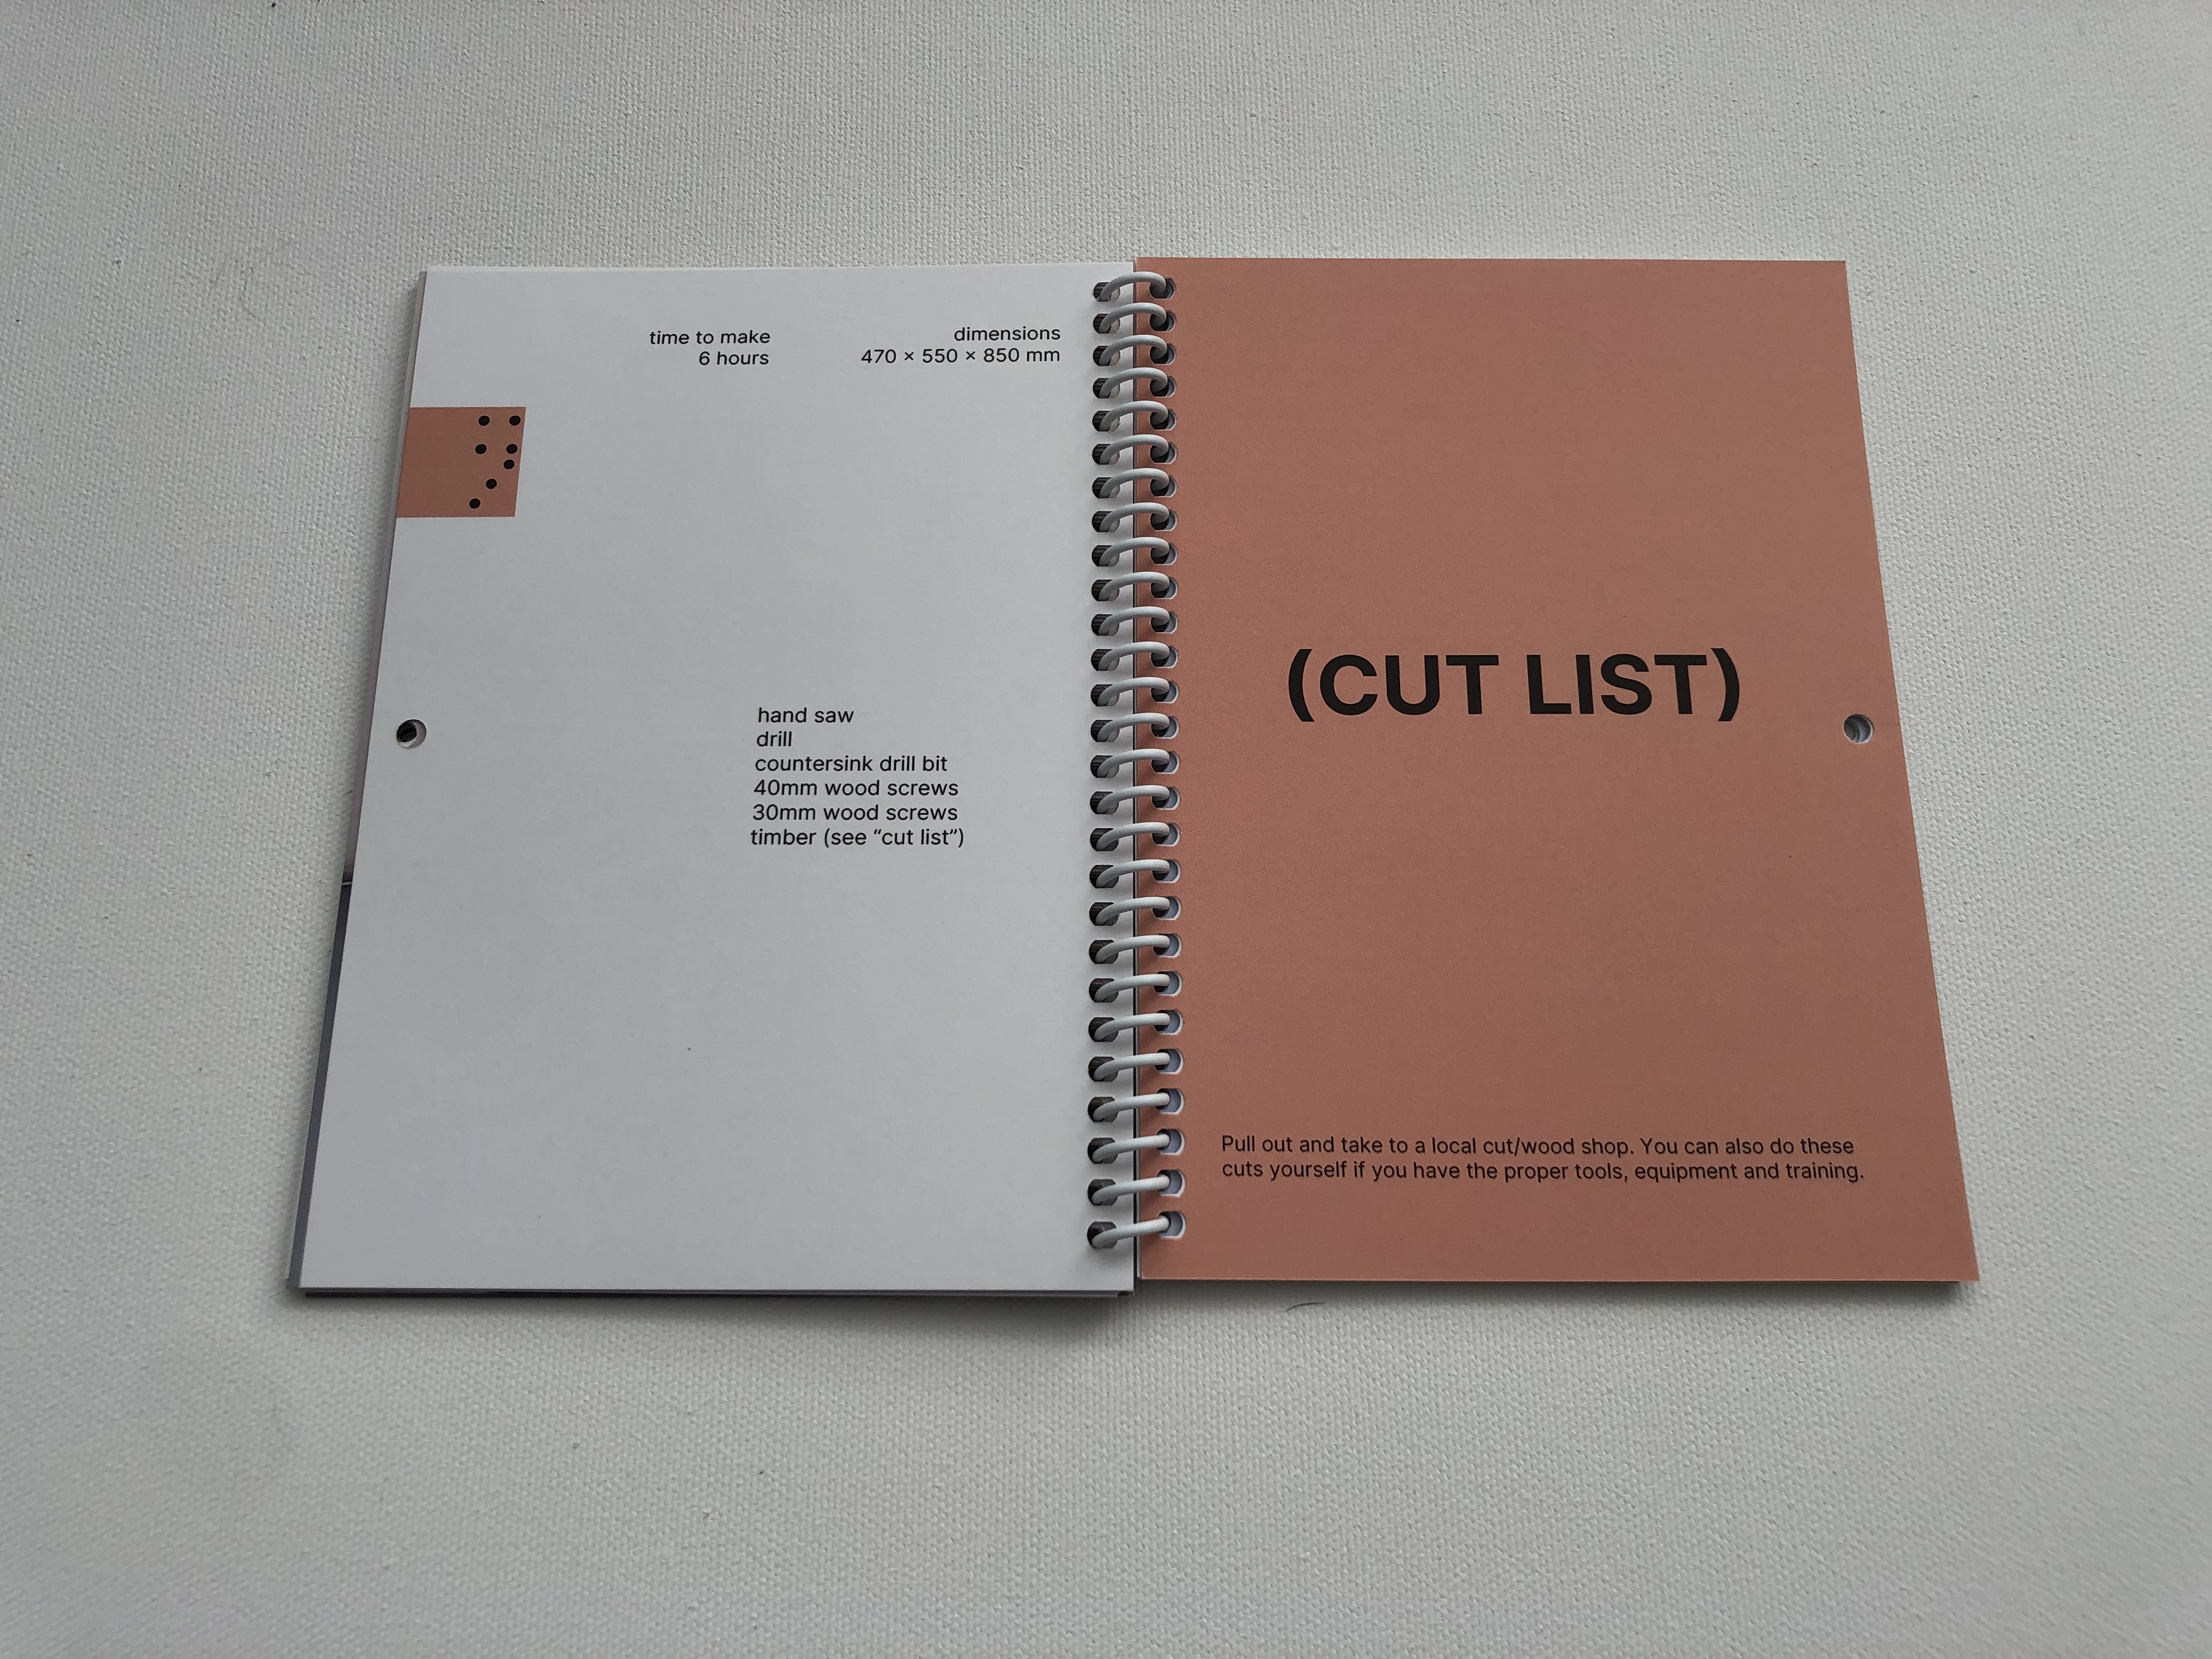 time to make
6 hours
dimensions
470 × 550 × 850 mm
hand saw
drill
countersink drill bit
40mm wood screws
30mm wood screws
timber (see “cut list”)
(CUT LIST)
Pull out and take to a local cut/wood shop. You can also do these
cuts yourself if you have the proper tools, equipment and training.